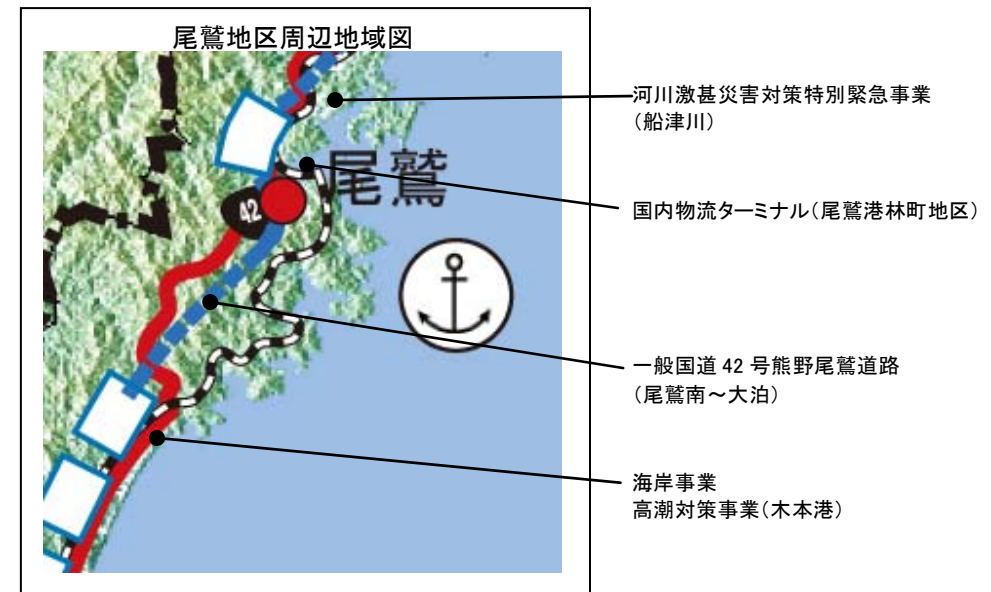 尾鷲地区周辺地域図
尾鷲
42
河川激甚災害対策特別緊急事業
（船津川）
国内物流ターミナル（尾鷲港林町地区）
一般国道 42 号熊野尾鷲道路
（尾鷲南～大泊）
海岸事業
高潮対策事業（木本港）